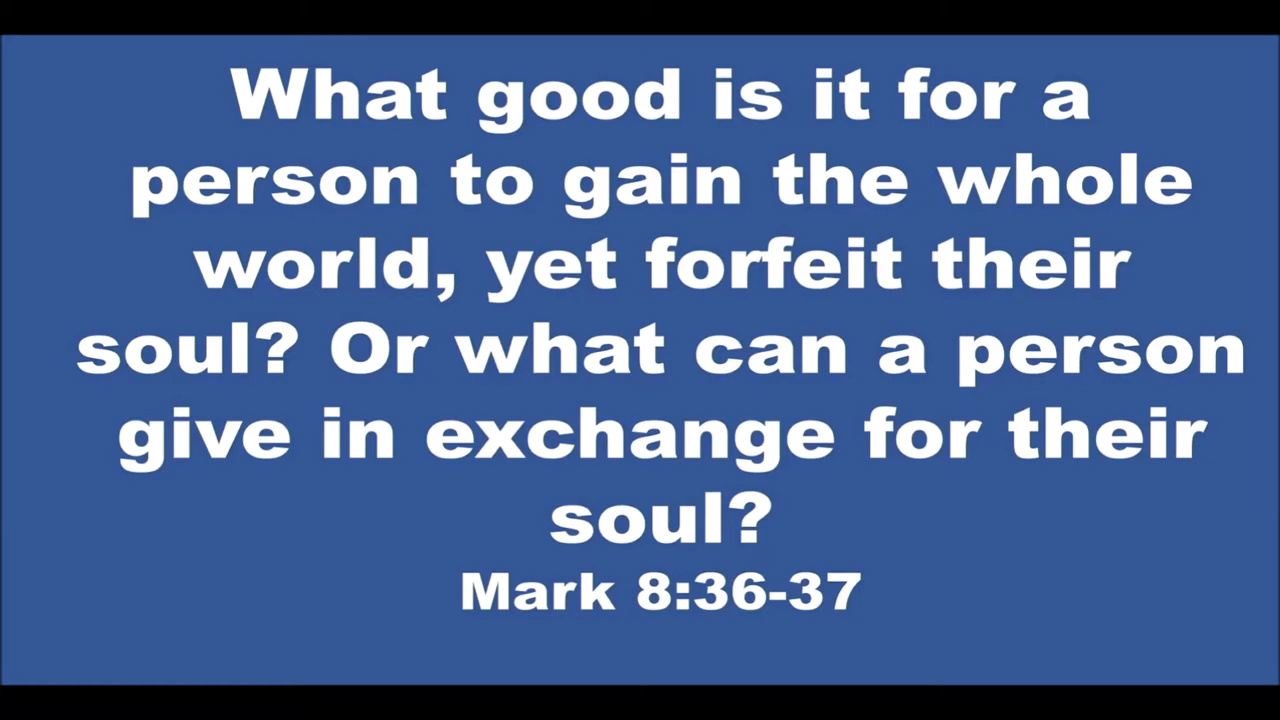 What good is it for a
person to gain the whole
world, yet forfeit their
soul? Or what can a person
give in exchange for their
soul?
Mark 8:36-37